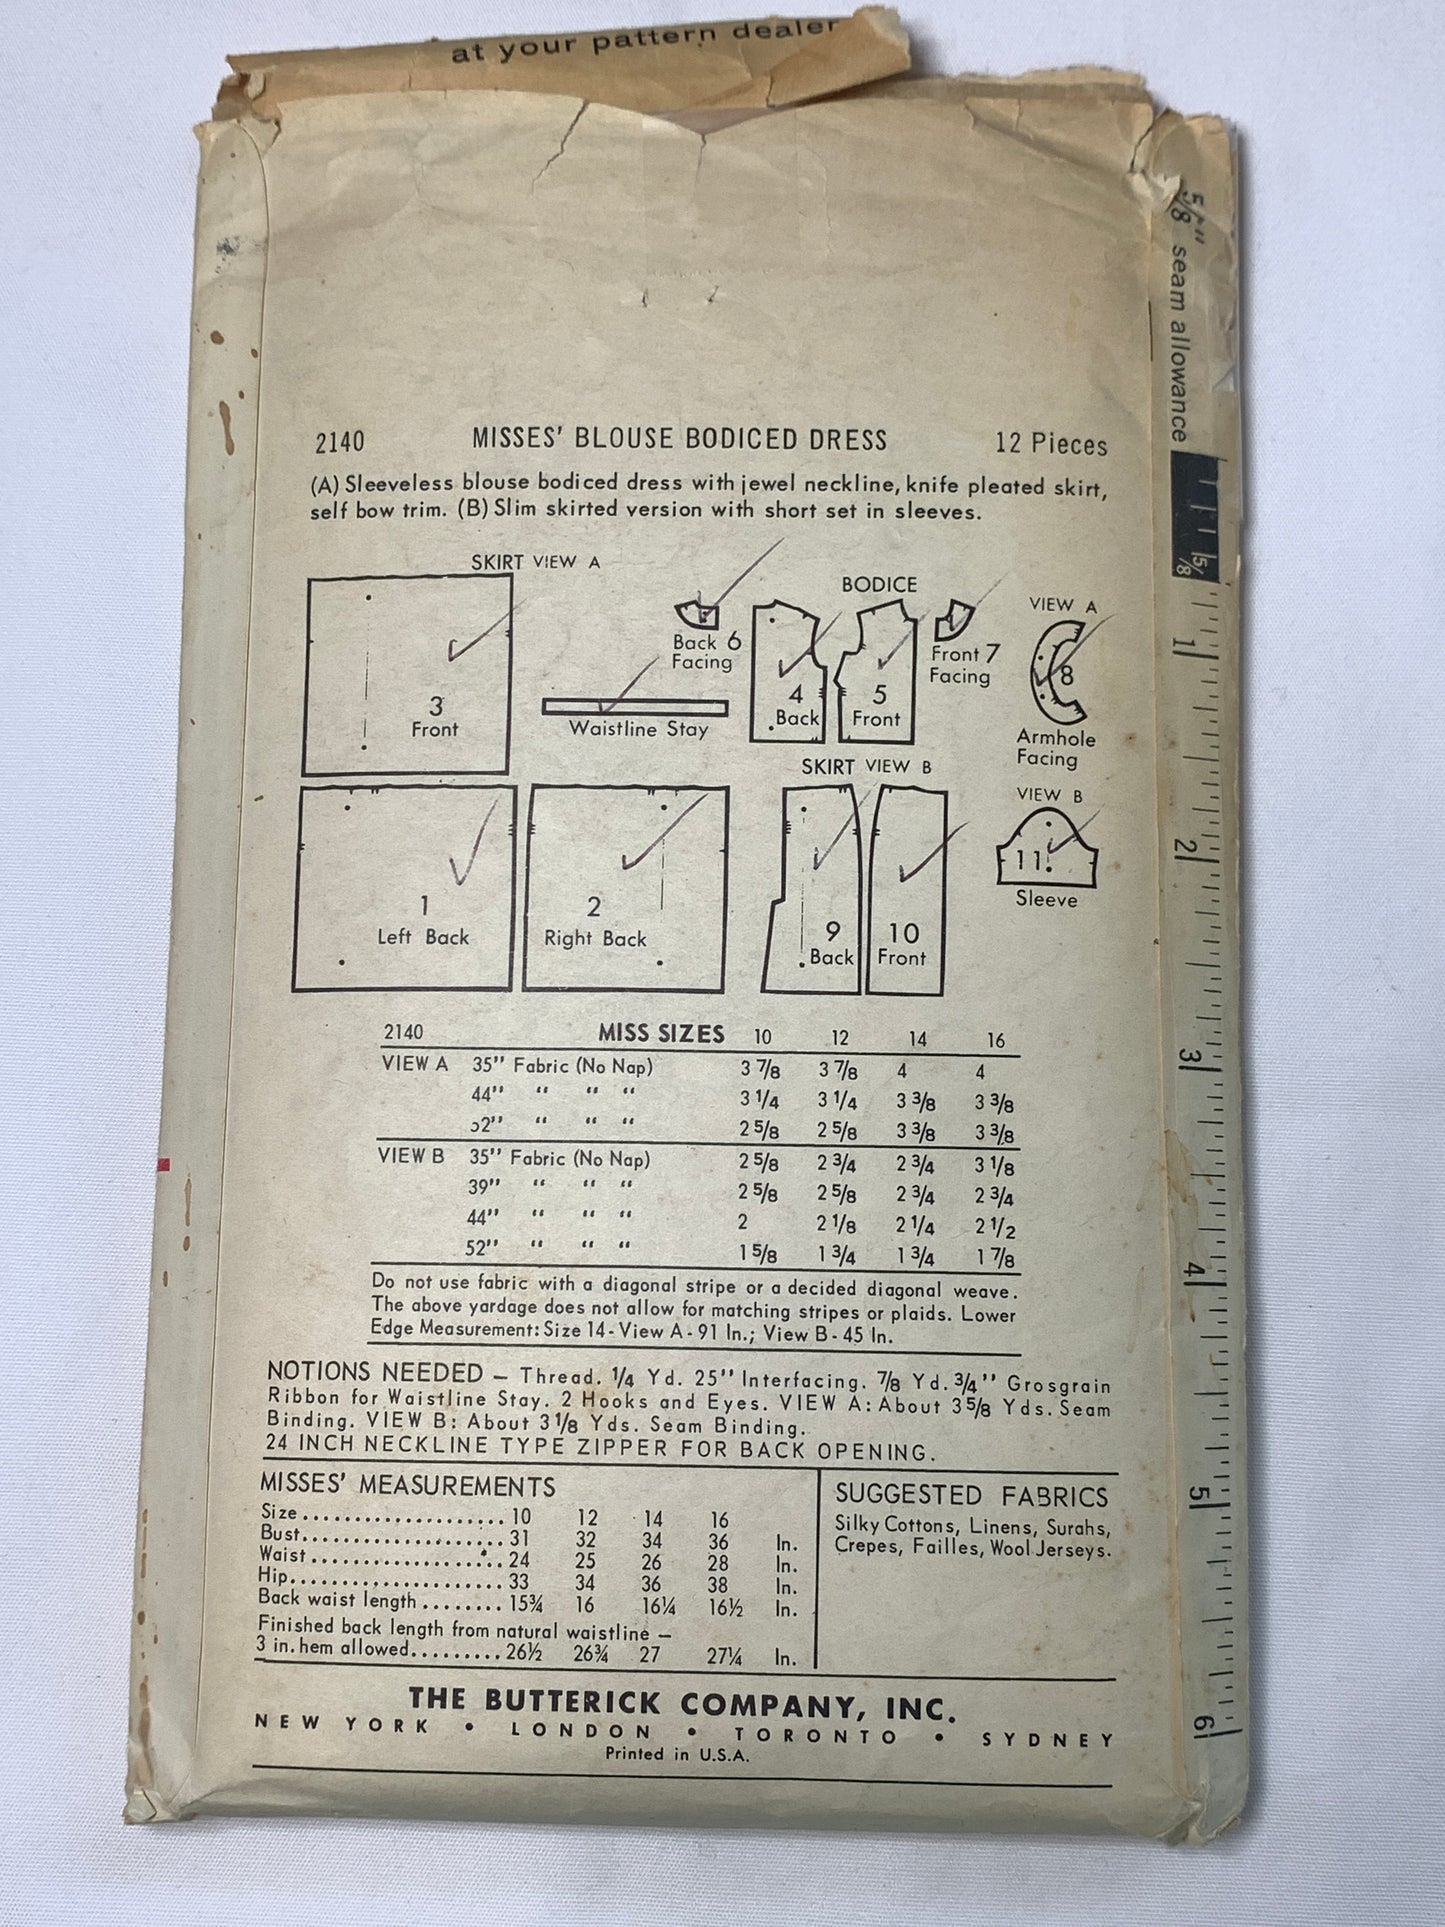 at your pattern dealer
5/8" seam allowance
2140 MISSES' BLOUSE BODICED DRESS 12 Pieces
(A) Sleeveless blouse bodiced dress with jewel neckline, knife pleated skirt,
self bow trim. (B) Slim skirted version with short set in sleeves.
SKIRT VIEW A
3
Front
Waistline Stay
1
Left Back
2
Right Back
BODICE
Back 6
Facing
4
Back
5
Front
Front 7
Facing
VIEW A
8
Armhole
Facing
SKIRT VIEW B
9
Back
10
Front
VIEW B
11
Sleeve
2140 MISS SIZES 10 12 14 16
VIEW A 35" Fabric (No Nap) 3 7/8 3 7/8 4 4
44" " " " 3 1/4 3 1/4 3 3/8 3 3/8
52" " " " 2 5/8 2 5/8 3 3/8 3 3/8
VIEW B 35" Fabric (No Nap) 2 5/8 2 3/4 2 3/4 3 1/8
39" " " " 2 5/8 2 5/8 2 3/4 2 3/4
44" " " " 2 2 1/8 2 1/4 2 1/2
52" " " " 1 5/8 1 3/4 1 3/4 1 7/8
Do not use fabric with a diagonal stripe or a decided diagonal weave.
The above yardage does not allow for matching stripes or plaids. Lower
Edge Measurement: Size 14 - View A - 91 In.; View B - 45 In.
NOTIONS NEEDED — Thread. 1/4 Yd. 25" Interfacing. 7/8 Yd. 3/4" Grosgrain
Ribbon for Waistline Stay. 2 Hooks and Eyes. VIEW A: About 3 5/8 Yds. Seam
Binding. VIEW B: About 3 1/8 Yds. Seam Binding.
24 INCH NECKLINE TYPE ZIPPER FOR BACK OPENING.
MISSES' MEASUREMENTS
Size.................... 10 12 14 16
Bust.................... 31 32 34 36 In.
Waist................... 24 25 26 28 In.
Hip..................... 33 34 36 38 In.
Back waist length ........ 15¾ 16 16¼ 16½ In.
Finished back length from natural waistline —
3 in. hem allowed......... 26½ 26¾ 27 27¼ In.
SUGGESTED FABRICS
Silky Cottons, Linens, Surahs,
Crepes, Failles, Wool Jerseys.
THE BUTTERICK COMPANY, INC.
NEW YORK • LONDON • TORONTO • SYDNEY
Printed in U.S.A.
5/8
1
2
3
4
5
6